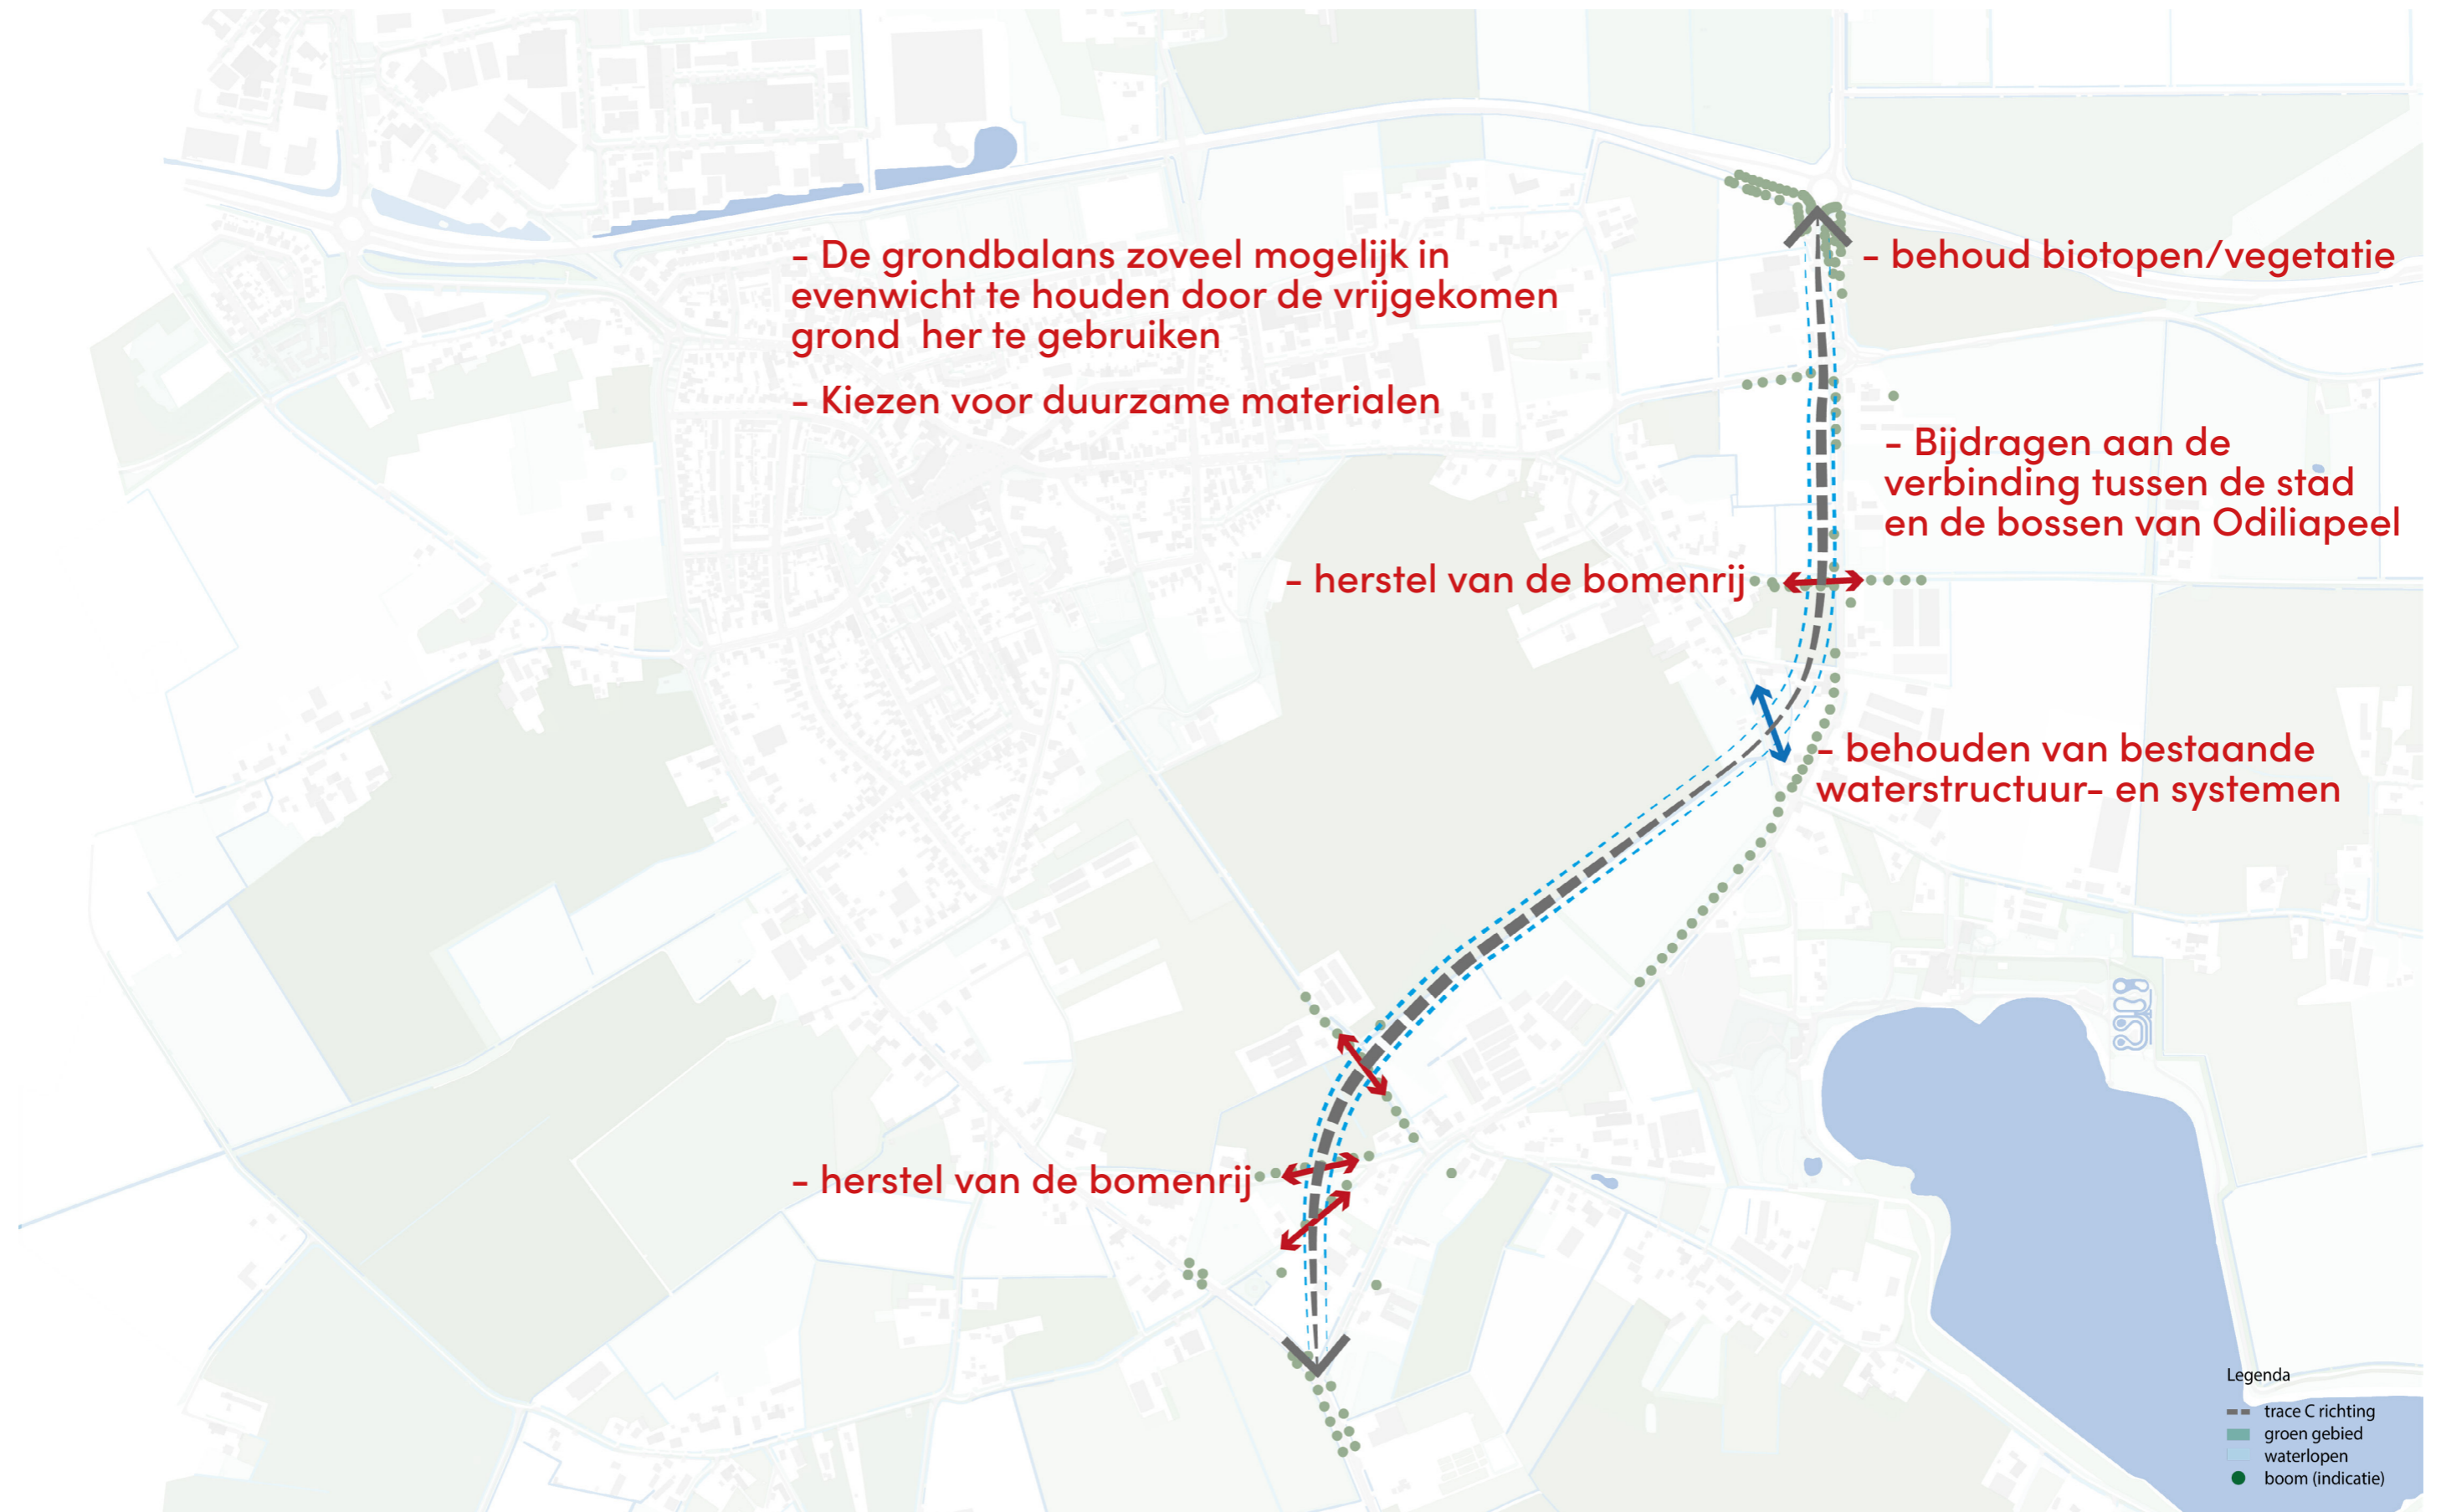 - De grondbalans zoveel mogelijk in
evenwicht te houden door de vrijgekomen
grond her te gebruiken
- Kiezen voor duurzame materialen
- behoud biotopen/vegetatie
- Bijdragen aan de
verbinding tussen de stad
en de bossen van Odiliapeel
- herstel van de bomenrij
- behouden van bestaande
waterstructuur- en systemen
- herstel van de bomenrij
Legenda
trace C richting
groen gebied
waterlopen
boom (indicatie)